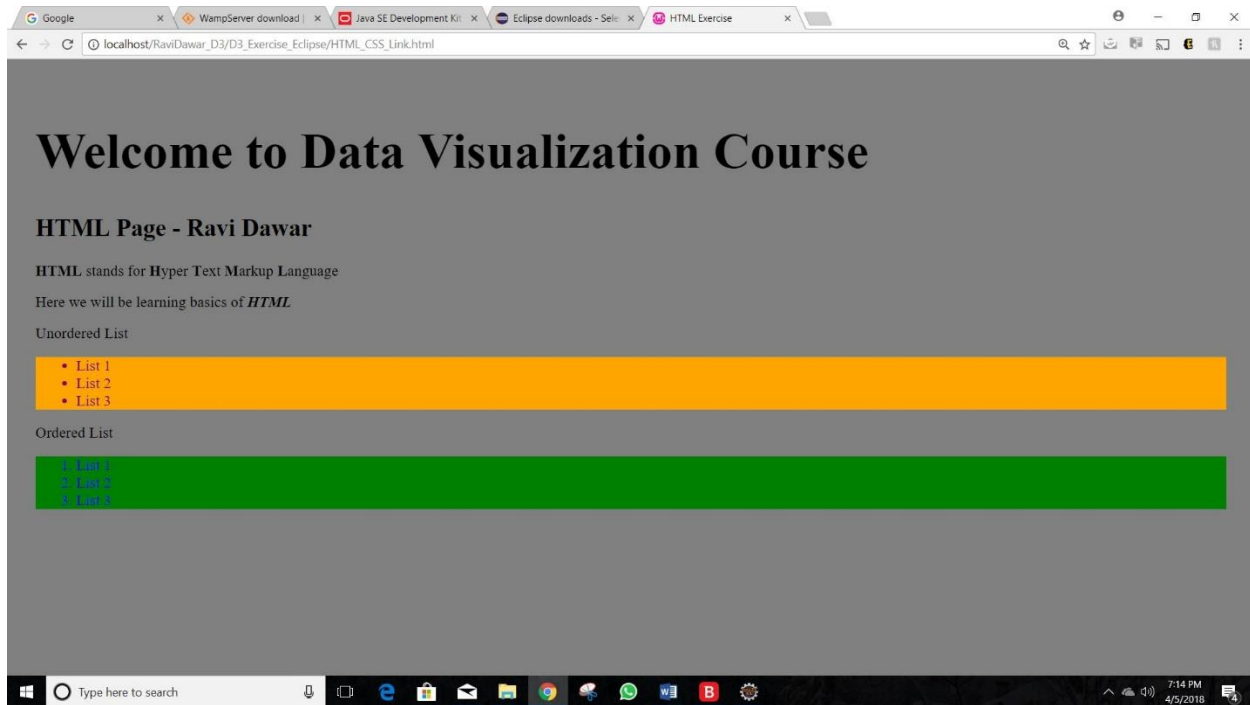 Google
WampServer download |
Java SE Development Kit
Eclipse downloads - Sele
HTML Exercise
localhost/RaviDawar_D3/D3_Exercise_Eclipse/HTML_CSS_Link.html
Welcome to Data Visualization Course
HTML Page - Ravi Dawar
HTML stands for Hyper Text Markup Language
Here we will be learning basics of HTML
Unordered List
• List 1
• List 2
• List 3
Ordered List
1. List 1
2. List 2
3. List 3
Type here to search
7:14 PM
4/5/2018